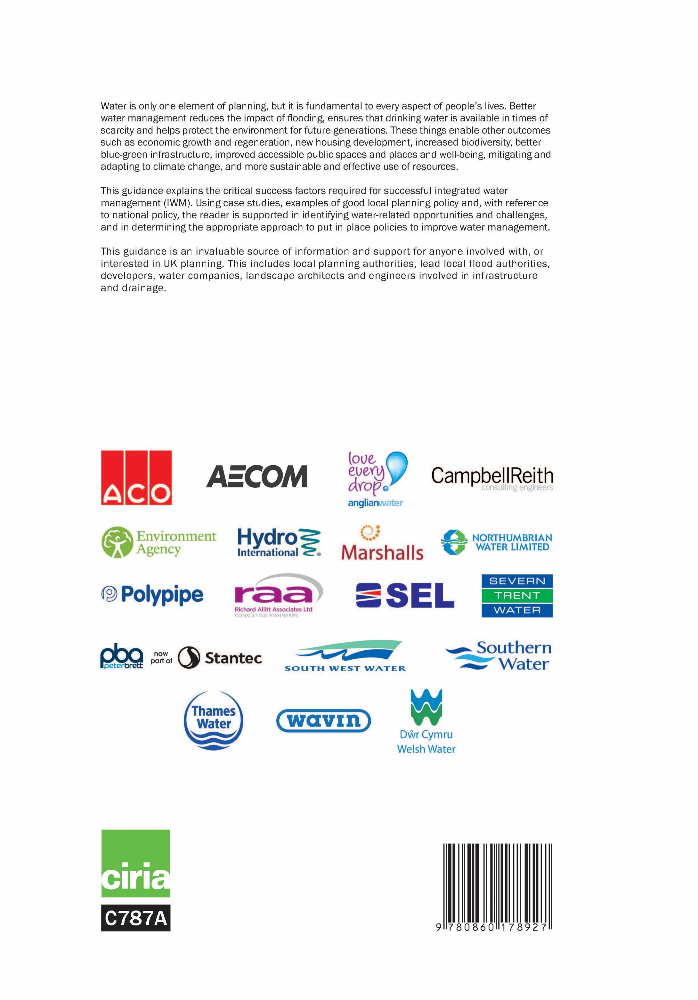 Water is only one element of planning, but it is fundamental to every aspect of people's lives. Better
water management reduces the impact of flooding, ensures that drinking water is available in times of
scarcity and helps protect the environment for future generations. These things enable other outcomes
such as economic growth and regeneration, new housing development, increased biodiversity, better
blue-green infrastructure, improved accessible public spaces and places and well-being, mitigating and
adapting to climate change, and more sustainable and effective use of resources.
This guidance explains the critical success factors required for successful integrated water
management (IWM). Using case studies, examples of good local planning policy and, with reference
to national policy, the reader is supported in identifying water-related opportunities and challenges,
and in determining the appropriate approach to put in place policies to improve water management.
This guidance is an invaluable source of information and support for anyone involved with, or
interested in UK planning. This includes local planning authorities, lead local flood authorities,
developers, water companies, landscape architects and engineers involved in infrastructure
and drainage.
ACO
AECOM
love
every
drop
anglianwater
CampbellReith
consulting engineers
Environment
Agency
Hydro
International ®
Marshalls
NORTHUMBRIAN
WATER LIMITED
Polypipe
raa
Richard Allitt Associates Ltd
CONSULTING ENGINEERS
SEL
SEVERN
TRENT
WATER
pba
peterbrett
now
part of
Stantec
SOUTH WEST WATER
Southern
Water
Thames
Water
wavin
Dŵr Cymru
Welsh Water
ciria
C787A
9 780860 178927